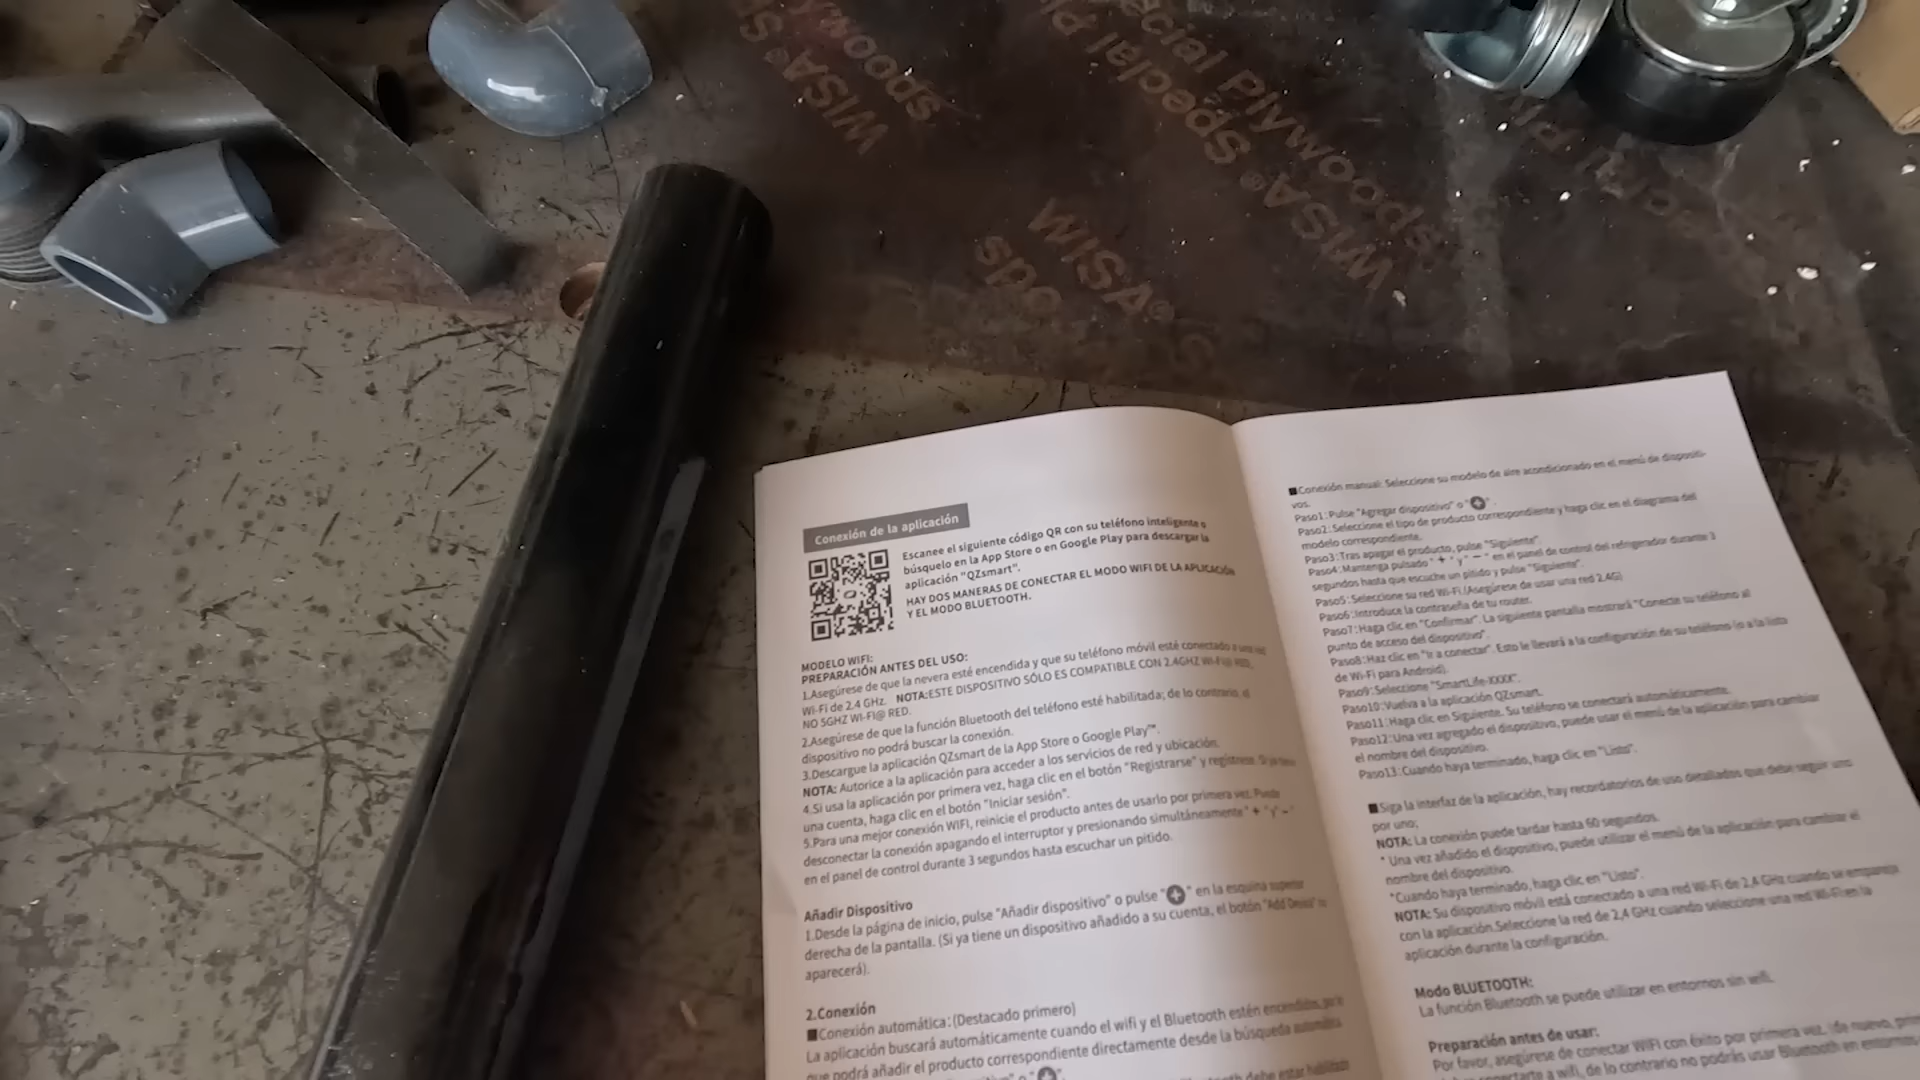 WISA®
woods
WISA®
Special Pl
ecial Plywoods
WISA®
WISA®
ods
Conexión de la aplicación
Escanee el siguiente código QR con su teléfono inteligente o
búsquelo en la App Store o en Google Play para descargar la
aplicación "QZsmart".
HAY DOS MANERAS DE CONECTAR EL MODO WIFI DE LA APLICACIÓN
Y EL MODO BLUETOOTH.
MODELO WIFI:
PREPARACIÓN ANTES DEL USO:
1.Asegúrese de que la nevera esté encendida y que su teléfono móvil esté conectado a una red
Wi-Fi de 2.4 GHz. NOTA:ESTE DISPOSITIVO SÓLO ES COMPATIBLE CON 2.4GHZ WI-FI@ RED,
NO 5GHZ WI-FI@ RED.
2.Asegúrese de que la función Bluetooth del teléfono esté habilitada; de lo contrario, el
dispositivo no podrá buscar la conexión.
3.Descargue la aplicación QZsmart de la App Store o Google Play™.
NOTA: Autorice a la aplicación para acceder a los servicios de red y ubicación.
4.Si usa la aplicación por primera vez, haga clic en el botón "Registrarse" y regístrese. Si ya tiene
una cuenta, haga clic en el botón "Iniciar sesión".
5.Para una mejor conexión WIFI, reinicie el producto antes de usarlo por primera vez. Puede
desconectar la conexión apagando el interruptor y presionando simultáneamente" + "y" − "
en el panel de control durante 3 segundos hasta escuchar un pitido.
Añadir Dispositivo
1.Desde la página de inicio, pulse "Añadir dispositivo" o pulse "+" en la esquina superior
derecha de la pantalla. (Si ya tiene un dispositivo añadido a su cuenta, el botón "Add Device" no
aparecerá).
2.Conexión
■Conexión automática:(Destacado primero)
La aplicación buscará automáticamente cuando el wifi y el Bluetooth estén encendidos, por lo
que podrá añadir el producto correspondiente directamente desde la búsqueda automática.
debe estar habilitado
■Conexión manual: Seleccione su modelo de aire acondicionado en el menú de dispositi-
vos.
Paso1:Pulse "Agregar dispositivo" o "+".
Paso2: Seleccione el tipo de producto correspondiente y haga clic en el diagrama del
modelo correspondiente.
Paso3:Tras apagar el producto, pulse "Siguiente".
Paso4:Mantenga pulsado " + " y " − " en el panel de control del refrigerador durante 3
segundos hasta que escuche un pitido y pulse "Siguiente".
Paso5:Seleccione su red Wi-Fi.(Asegúrese de usar una red 2,4G)
Paso6:Introduce la contraseña de tu router.
Paso7:Haga clic en "Confirmar". La siguiente pantalla mostrará "Conecte su teléfono al
punto de acceso del dispositivo".
Paso8:Haz clic en "Ir a conectar". Esto le llevará a la configuración de su teléfono (o a la lista
de Wi-Fi para Android).
Paso9:Seleccione "SmartLife-XXXX".
Paso10:Vuelva a la aplicación QZsmart.
Paso11:Haga clic en Siguiente. Su teléfono se conectará automáticamente.
Paso12:Una vez agregado el dispositivo, puede usar el menú de la aplicación para cambiar
el nombre del dispositivo.
Paso13:Cuando haya terminado, haga clic en "Listo".
■Siga la interfaz de la aplicación, hay recordatorios de uso detallados que debe seguir uno
por uno;
NOTA: La conexión puede tardar hasta 60 segundos.
* Una vez añadido el dispositivo, puede utilizar el menú de la aplicación para cambiar el
nombre del dispositivo.
*Cuando haya terminado, haga clic en "Listo".
NOTA: Su dispositivo móvil está conectado a una red Wi-Fi de 2,4 GHz cuando se empareja
con la aplicación.Seleccione la red de 2,4 GHz cuando seleccione una red Wi-Fi en la
aplicación durante la configuración.
Modo BLUETOOTH:
La función Bluetooth se puede utilizar en entornos sin wifi.
Preparación antes de usar:
Por favor, asegúrese de conectar WIFI con éxito por primera vez, (de nuevo,
conectarte a wifi, de lo contrario no podrás usar Bluetooth en entornos